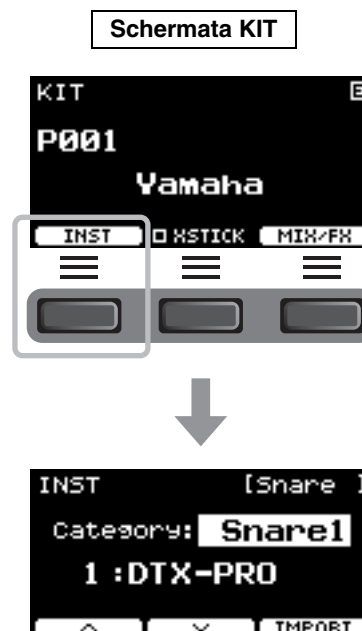 Schermata KIT
KIT E
P001
Yamaha
INST XSTICK MIX/FX
INST [Snare ]
Category: Snare1
1 :DTX-PRO
IMPORT